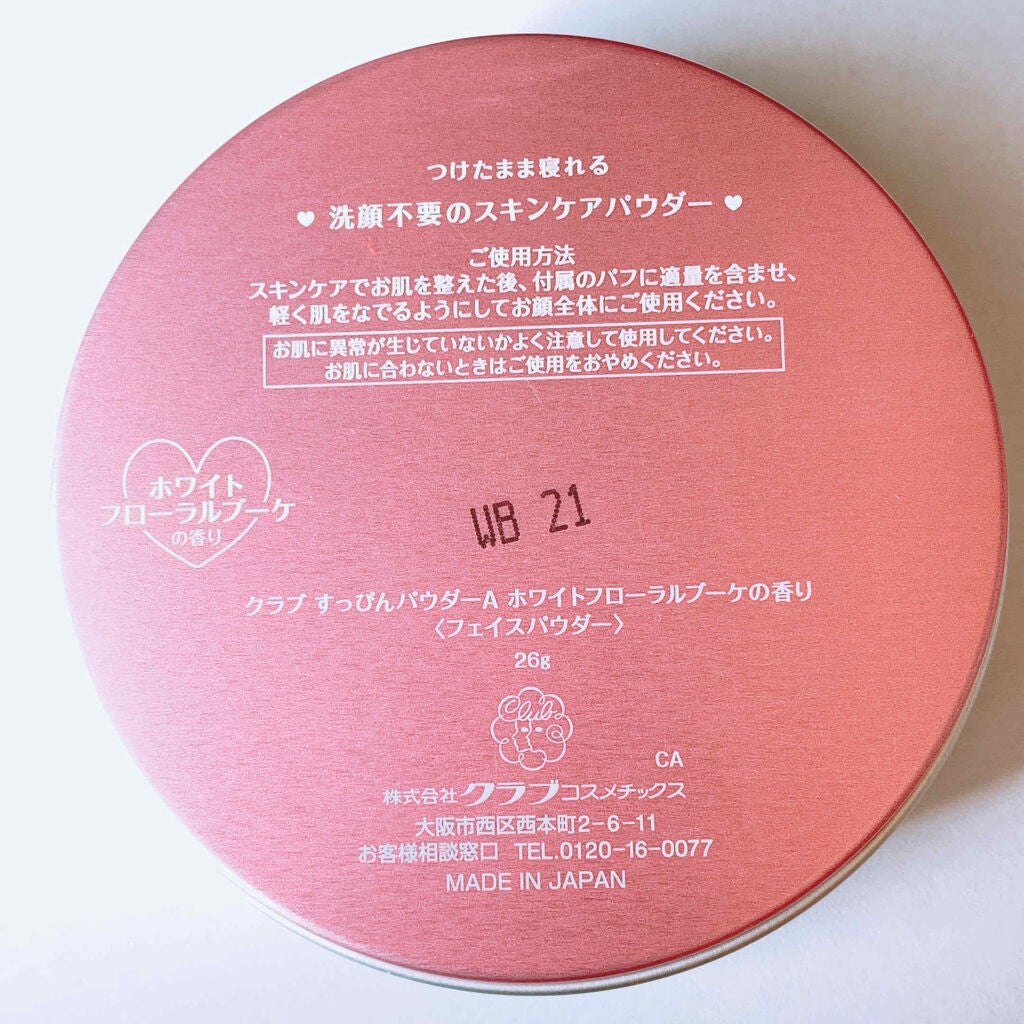 つけたまま寝れる
♥ 洗顔不要のスキンケアパウダー ♥
ご使用方法
スキンケアでお肌を整えた後、付属のパフに適量を含ませ、
軽く肌をなでるようにしてお顔全体にご使用ください。
お肌に異常が生じていないかよく注意して使用してください。
お肌に合わないときはご使用をおやめください。
ホワイト
フローラルブーケ
の香り
WB 21
クラブ すっぴんパウダーA ホワイトフローラルブーケの香り
〈フェイスパウダー〉
26g
Club
CA
株式会社クラブコスメチックス
大阪市西区西本町2-6-11
お客様相談窓口 TEL.0120-16-0077
MADE IN JAPAN